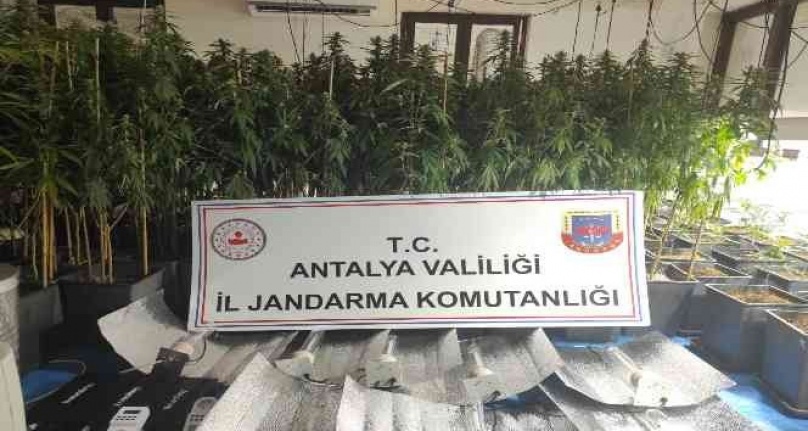 T.C.
ANTALYA VALİLİĞİ
İL JANDARMA KOMUTANLIĞI